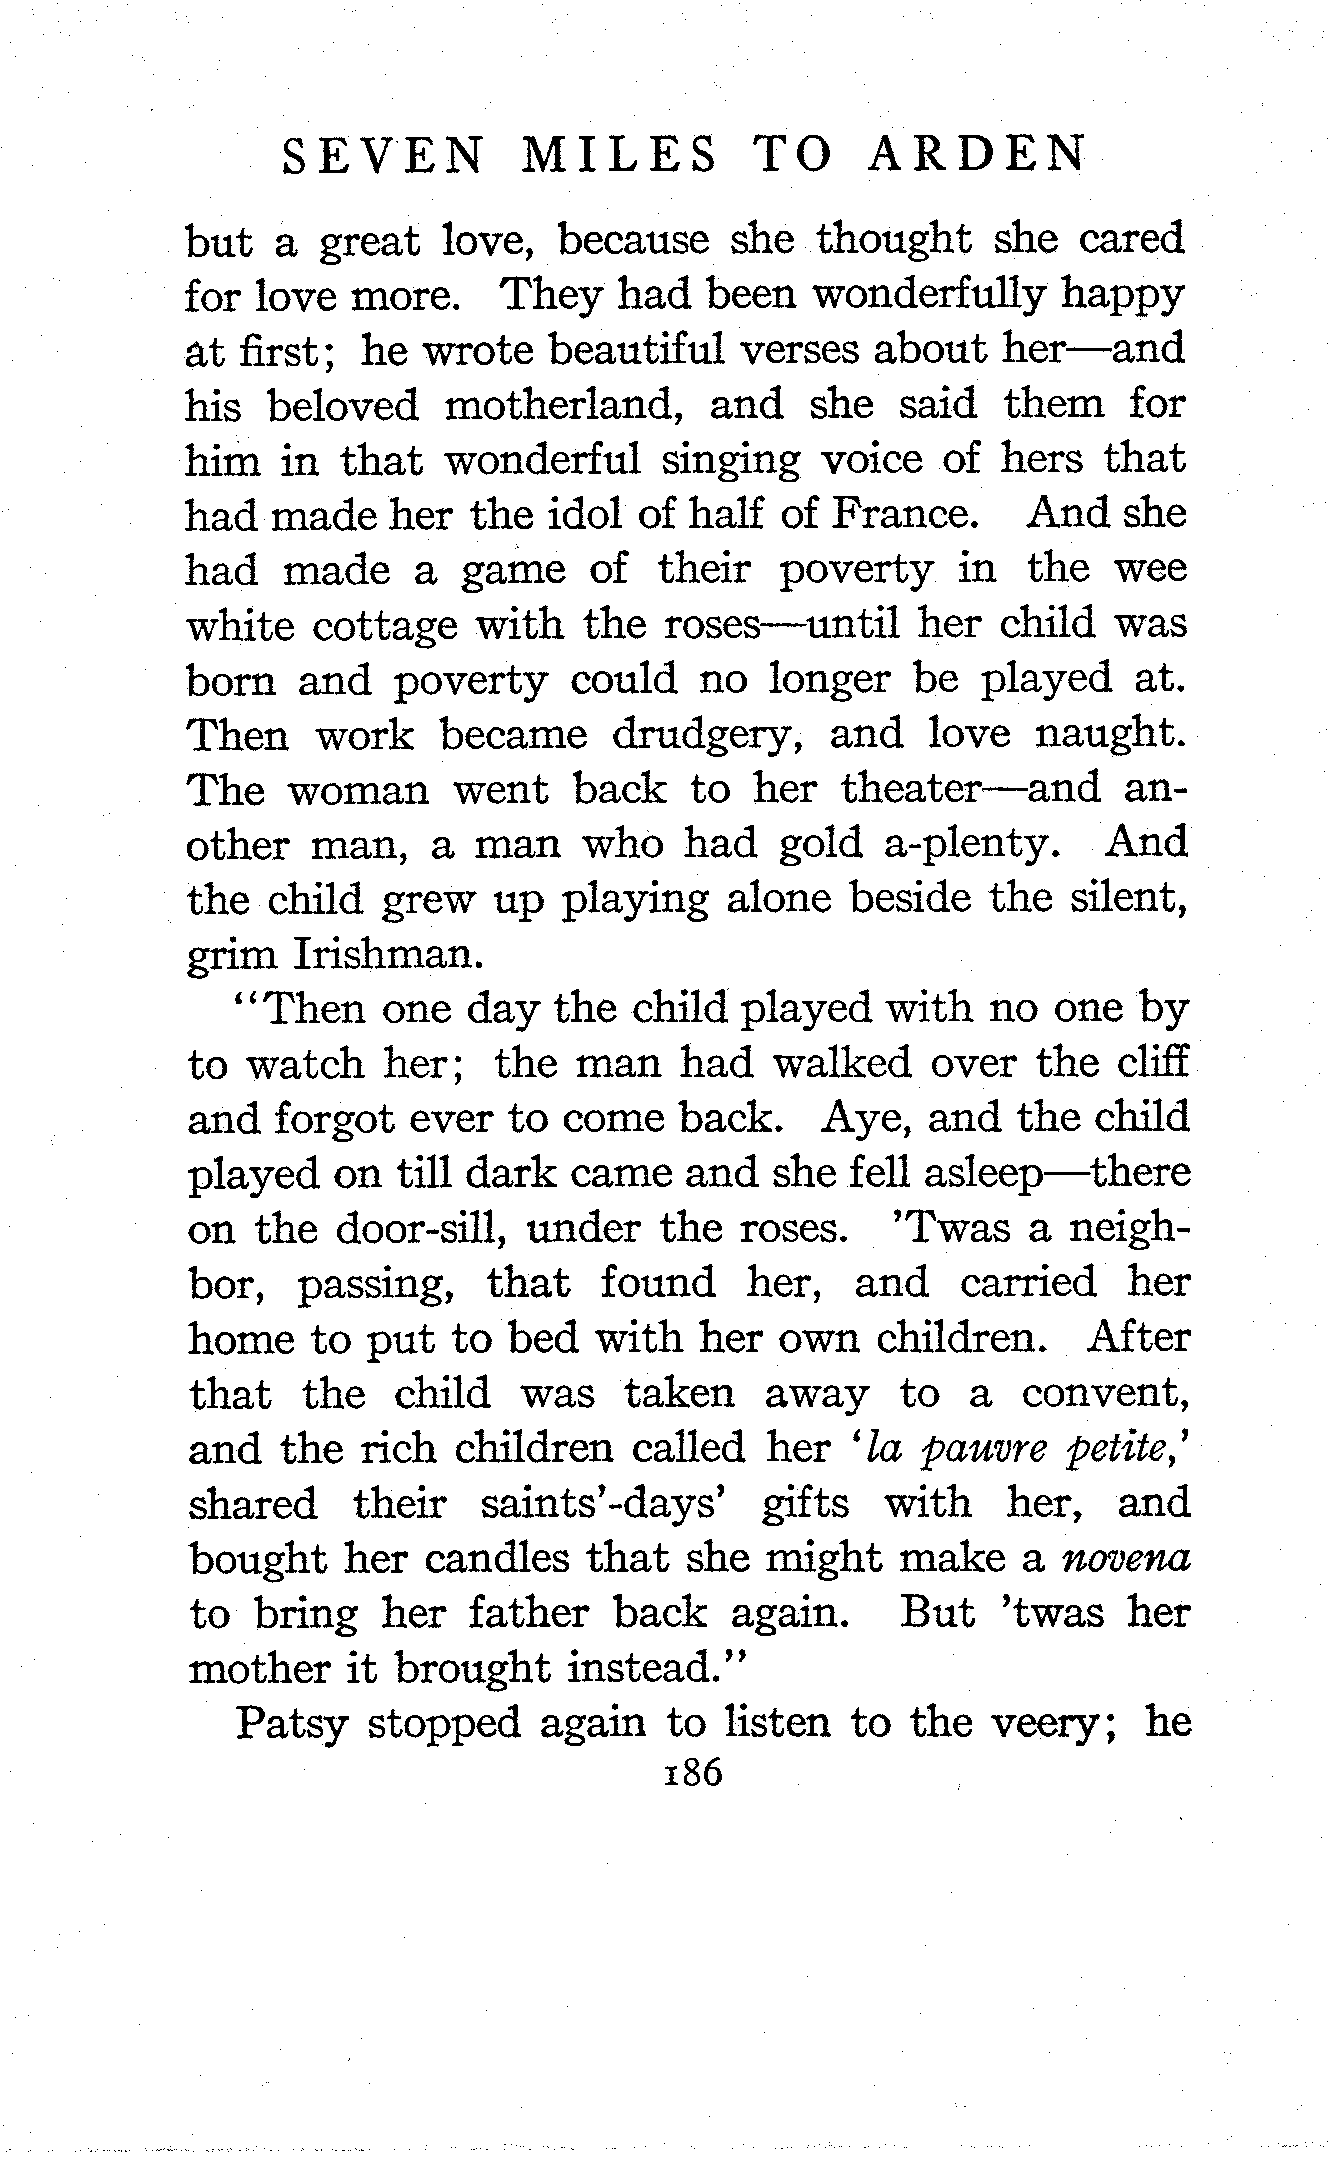 SEVEN MILES TO ARDEN
but a great love, because she thought she cared
for love more. They had been wonderfully happy
at first; he wrote beautiful verses about her—and
his beloved motherland, and she said them for
him in that wonderful singing voice of hers that
had made her the idol of half of France. And she
had made a game of their poverty in the wee
white cottage with the roses—until her child was
born and poverty could no longer be played at.
Then work became drudgery, and love naught.
The woman went back to her theater—and an-
other man, a man who had gold a-plenty. And
the child grew up playing alone beside the silent,
grim Irishman.
“Then one day the child played with no one by
to watch her; the man had walked over the cliff
and forgot ever to come back. Aye, and the child
played on till dark came and she fell asleep—there
on the door-sill, under the roses. ’Twas a neigh-
bor, passing, that found her, and carried her
home to put to bed with her own children. After
that the child was taken away to a convent,
and the rich children called her ‘la pauvre petite,’
shared their saints’-days’ gifts with her, and
bought her candles that she might make a novena
to bring her father back again. But ’twas her
mother it brought instead.”
Patsy stopped again to listen to the veery; he
186